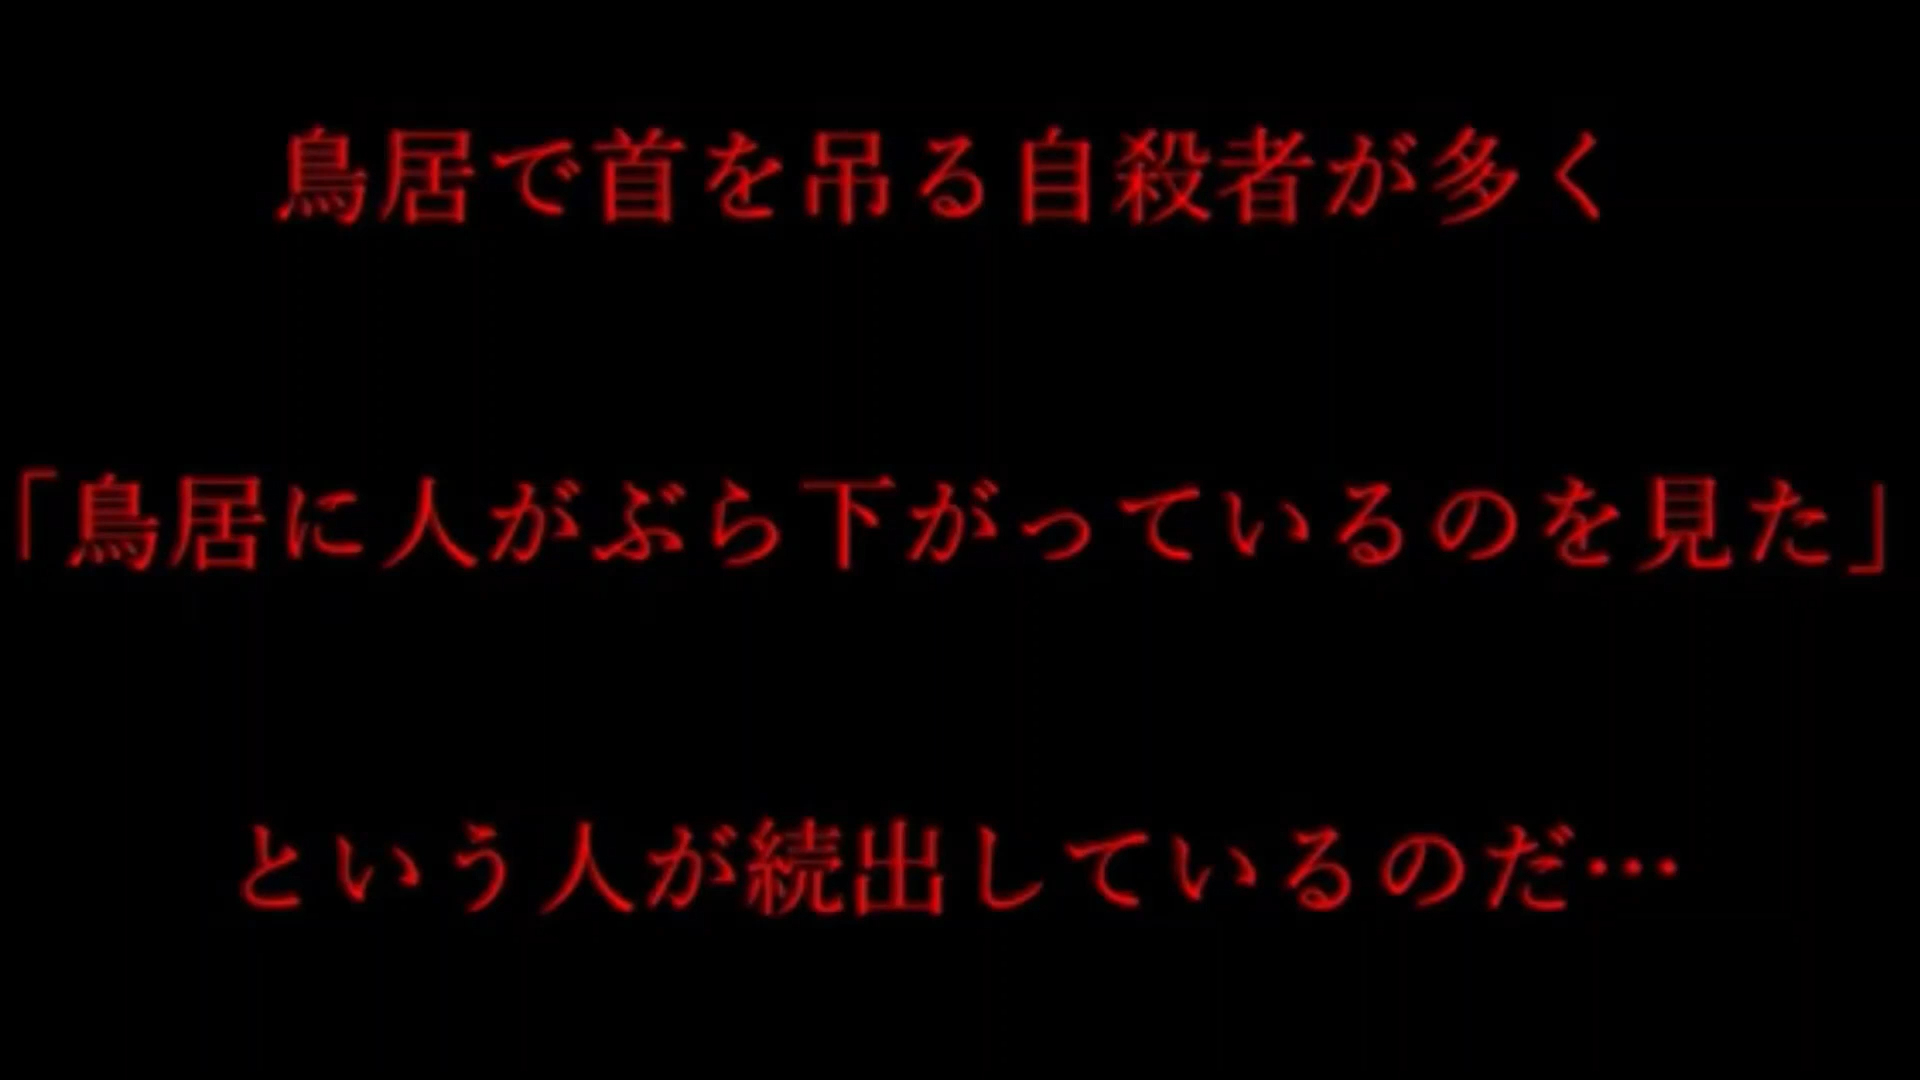 鳥居で首を吊る自殺者が多く
「鳥居に人がぶら下がっているのを見た」
という人が続出しているのだ…